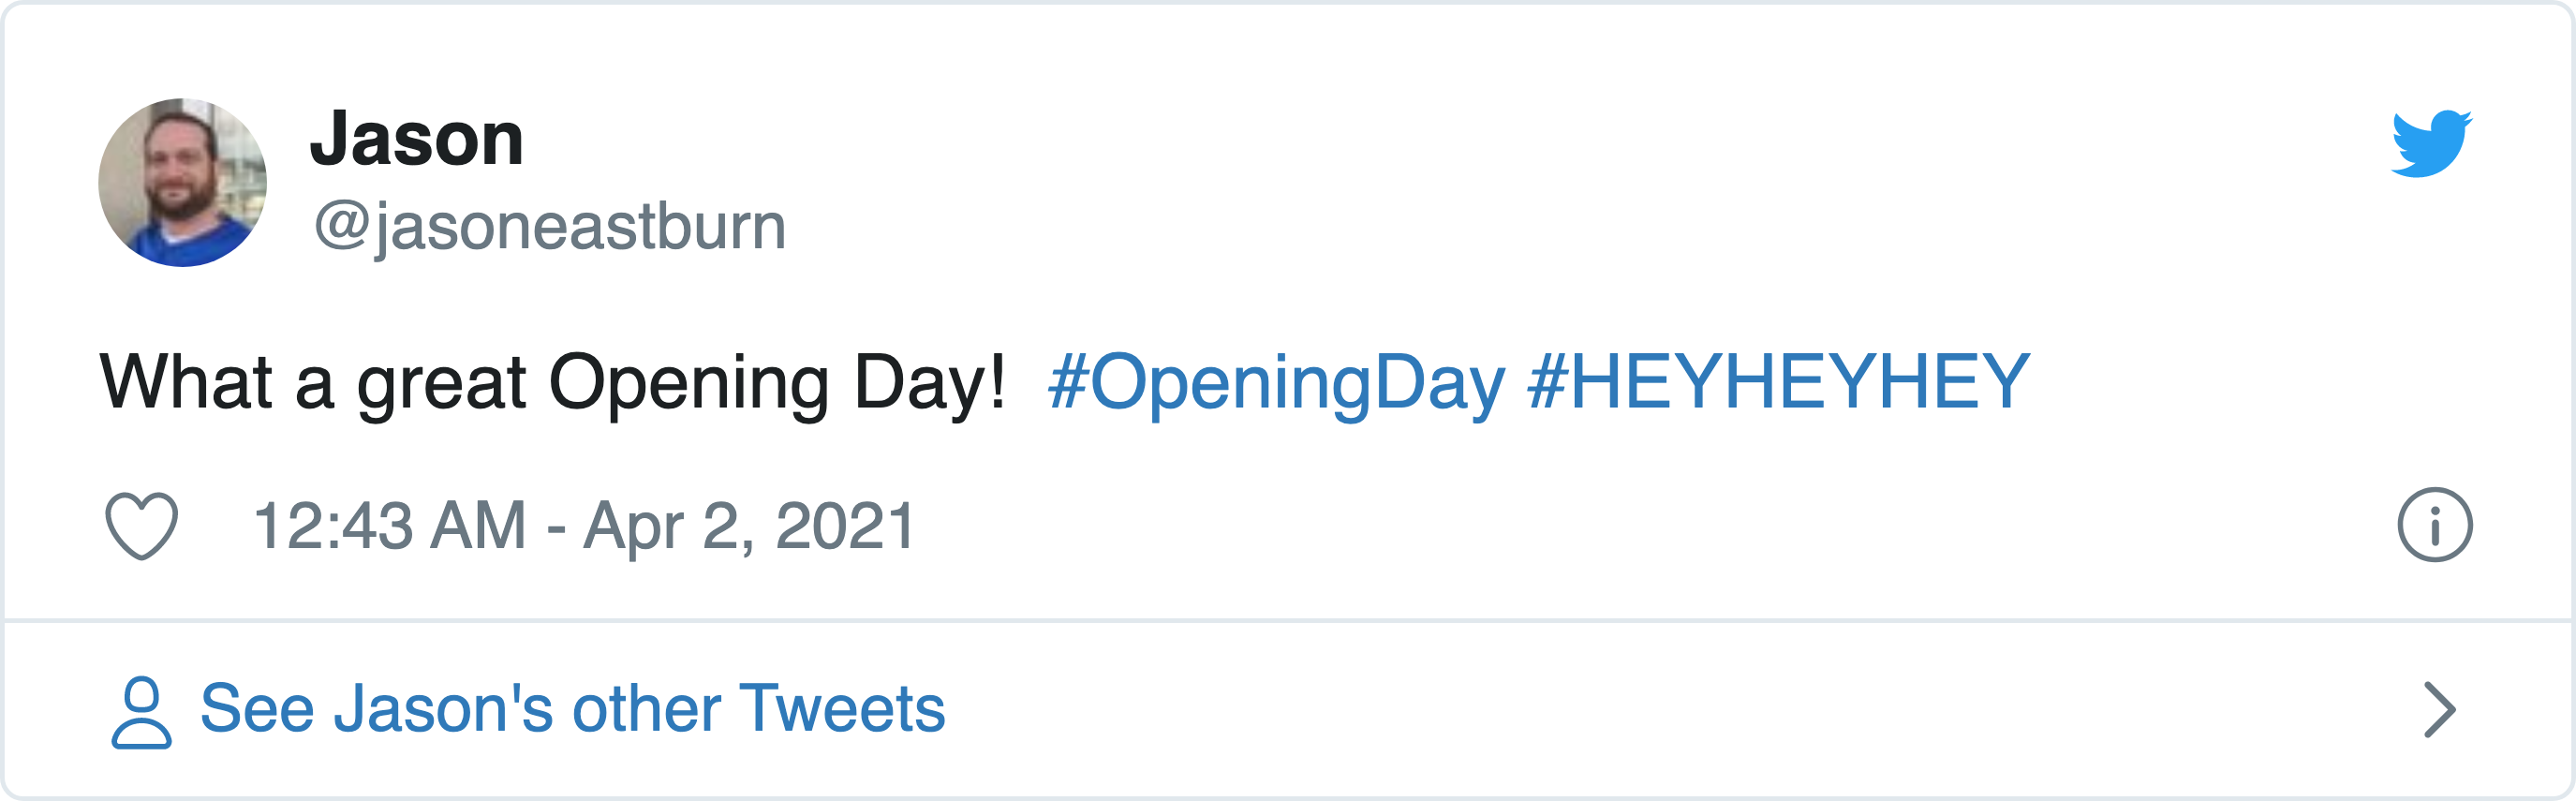 Jason
@jasoneastburn
What a great Opening Day!  #OpeningDay #HEYHEYHEY
12:43 AM - Apr 2, 2021
See Jason's other Tweets